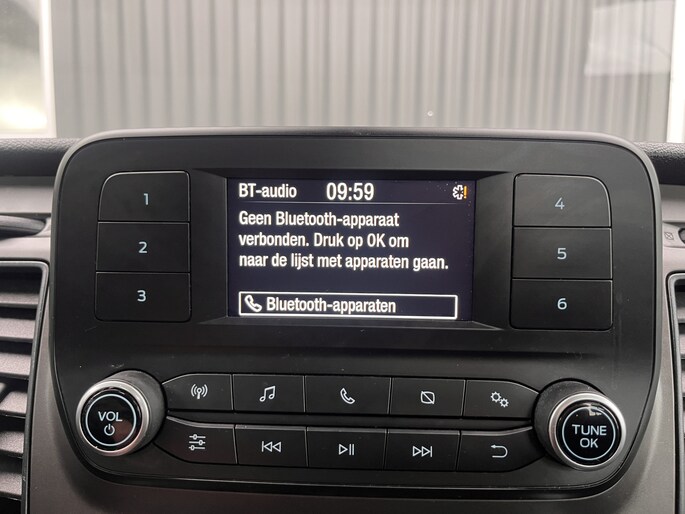 BT-audio 09:59
Geen Bluetooth-apparaat
verbonden. Druk op OK om
naar de lijst met apparaten gaan.
Bluetooth-apparaten
1
2
3
4
5
6
VOL
TUNE
OK